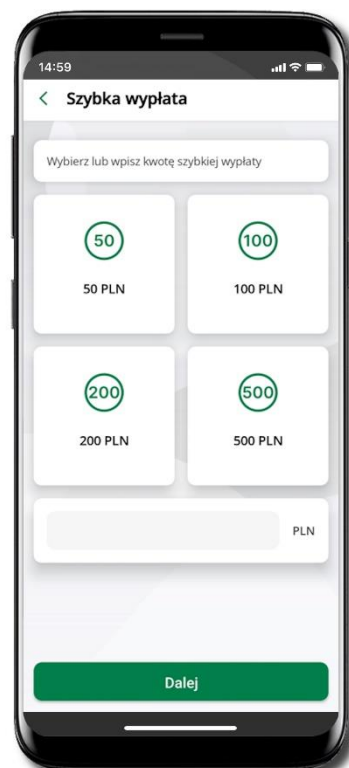 14:59
Szybka wypłata
Wybierz lub wpisz kwotę szybkiej wypłaty
50
100
50 PLN
100 PLN
200
500
200 PLN
500 PLN
PLN
Dalej